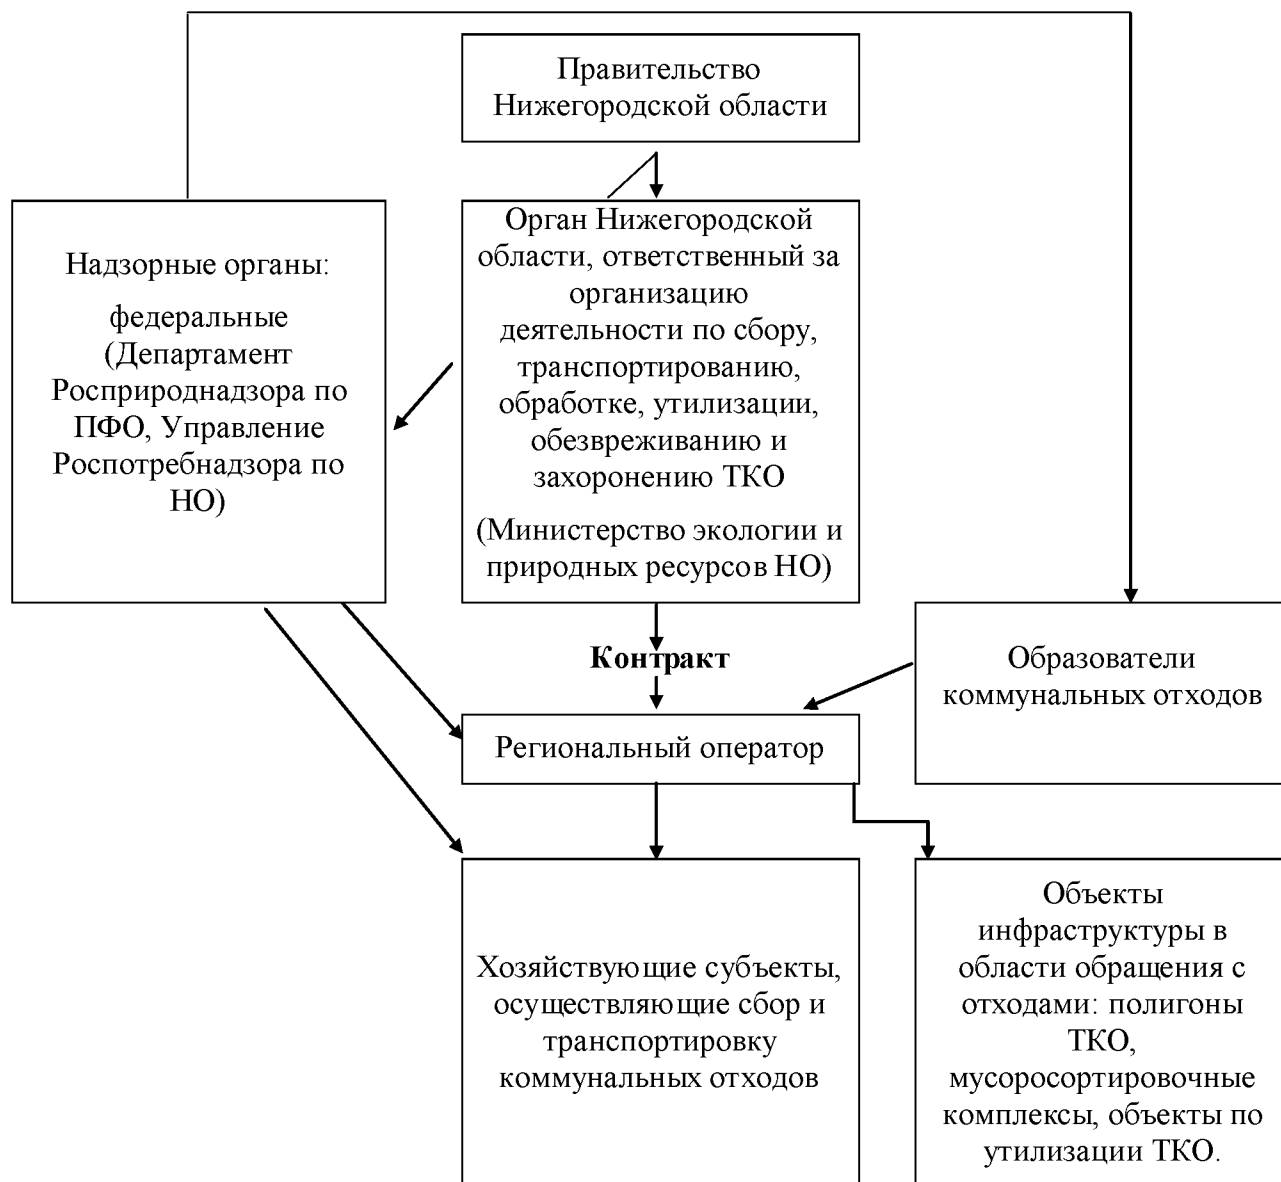 Правительство
Нижегородской области
Надзорные органы:
федеральные
(Департамент
Росприроднадзора по
ПФО, Управление
Роспотребнадзора по
НО)
Орган Нижегородской
области, ответственный за
организацию
деятельности по сбору,
транспортированию,
обработке, утилизации,
обезвреживанию и
захоронению ТКО
(Министерство экологии и
природных ресурсов НО)
Контракт
Образователи
коммунальных отходов
Региональный оператор
Хозяйствующие субъекты,
осуществляющие сбор и
транспортировку
коммунальных отходов
Объекты
инфраструктуры в
области обращения с
отходами: полигоны
ТКО,
мусоросортировочные
комплексы, объекты по
утилизации ТКО.